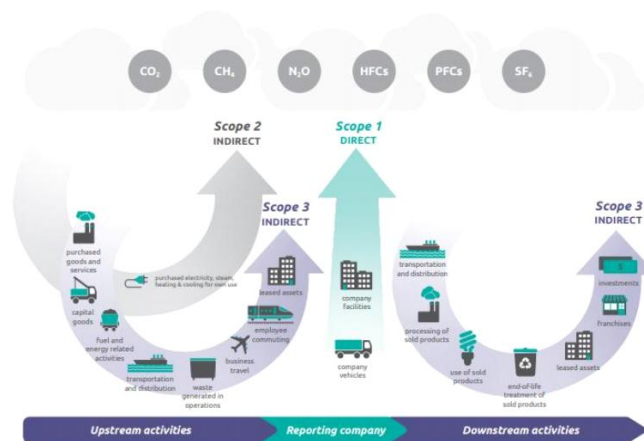 CO₂
CH₄
N₂O
HFCs
PFCs
SF₆
Scope 2
INDIRECT
Scope 1
DIRECT
Scope 3
INDIRECT
Scope 3
INDIRECT
purchased
goods and
services
capital
goods
fuel and
energy related
activities
transportation
and distribution
waste
generated in
operations
business
travel
employee
commuting
leased assets
purchased electricity, steam,
heating & cooling for own use
company
facilities
company
vehicles
transportation
and distribution
processing of
sold products
use of sold
products
end-of-life
treatment of
sold products
leased assets
franchises
$
investments
Upstream activities
Reporting company
Downstream activities